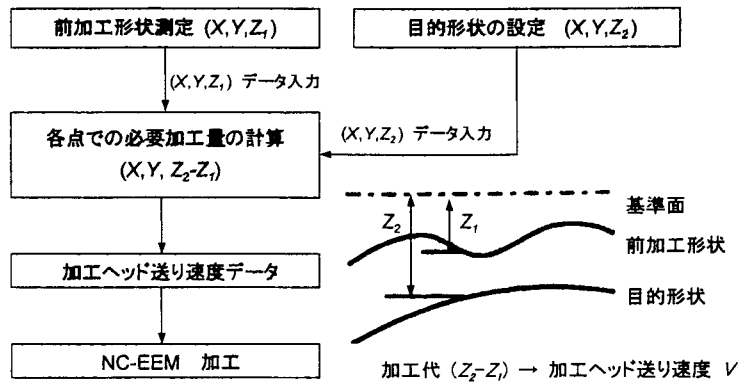 前加工形状測定 (X,Y,Z1)
目的形状の設定 (X,Y,Z2)
(X,Y,Z1) データ入力
(X,Y,Z2) データ入力
各点での必要加工量の計算
(X,Y, Z2-Z1)
加工ヘッド送り速度データ
NC-EEM 加工
Z2
Z1
基準面
前加工形状
目的形状
加工代 (Z2-Z1) → 加工ヘッド送り速度 V